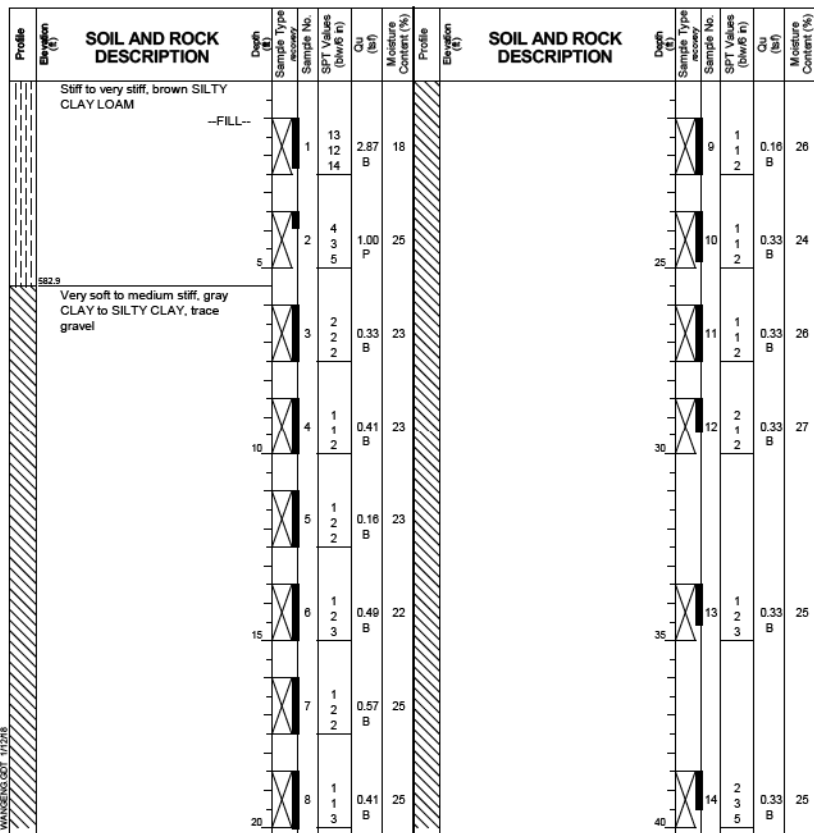 Profile Elevation (ft) SOIL AND ROCK DESCRIPTION Depth (ft) Sample Type recovery Sample No. SPT Values (blw/6 in) Qu (tsf) Moisture Content (%) Profile Elevation (ft) SOIL AND ROCK DESCRIPTION Depth (ft) Sample Type recovery Sample No. SPT Values (blw/6 in) Qu (tsf) Moisture Content (%)
Stiff to very stiff, brown SILTY
CLAY LOAM
--FILL--
1 13 12 14 2.87 B 18
2 4 3 5 1.00 P 25
5
582.9
Very soft to medium stiff, gray
CLAY to SILTY CLAY, trace
gravel
3 2 2 2 0.33 B 23
4 1 1 2 0.41 B 23
10
5 1 2 2 0.16 B 23
6 1 2 3 0.49 B 22
15
7 1 2 2 0.57 B 25
8 1 1 3 0.41 B 25
20
9 1 1 2 0.16 B 26
10 1 1 2 0.33 B 24
25
11 1 1 2 0.33 B 26
12 2 1 2 0.33 B 27
30
13 1 2 3 0.33 B 25
35
14 2 3 5 0.33 B 25
40
WANGENG.GDT 1/12/18